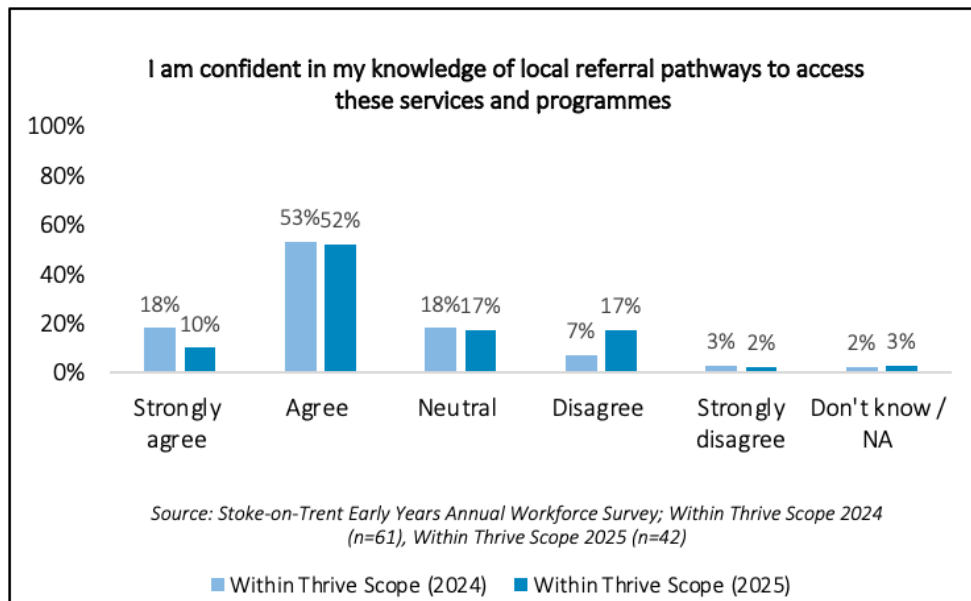 I am confident in my knowledge of local referral pathways to access
these services and programmes
100%
80%
60%
40%
20%
0%
18%
10%
53%
52%
18%
17%
7%
17%
3%
2%
2%
3%
Strongly
agree
Agree
Neutral
Disagree
Strongly
disagree
Don't know /
NA
Source: Stoke-on-Trent Early Years Annual Workforce Survey; Within Thrive Scope 2024
(n=61), Within Thrive Scope 2025 (n=42)
Within Thrive Scope (2024)
Within Thrive Scope (2025)